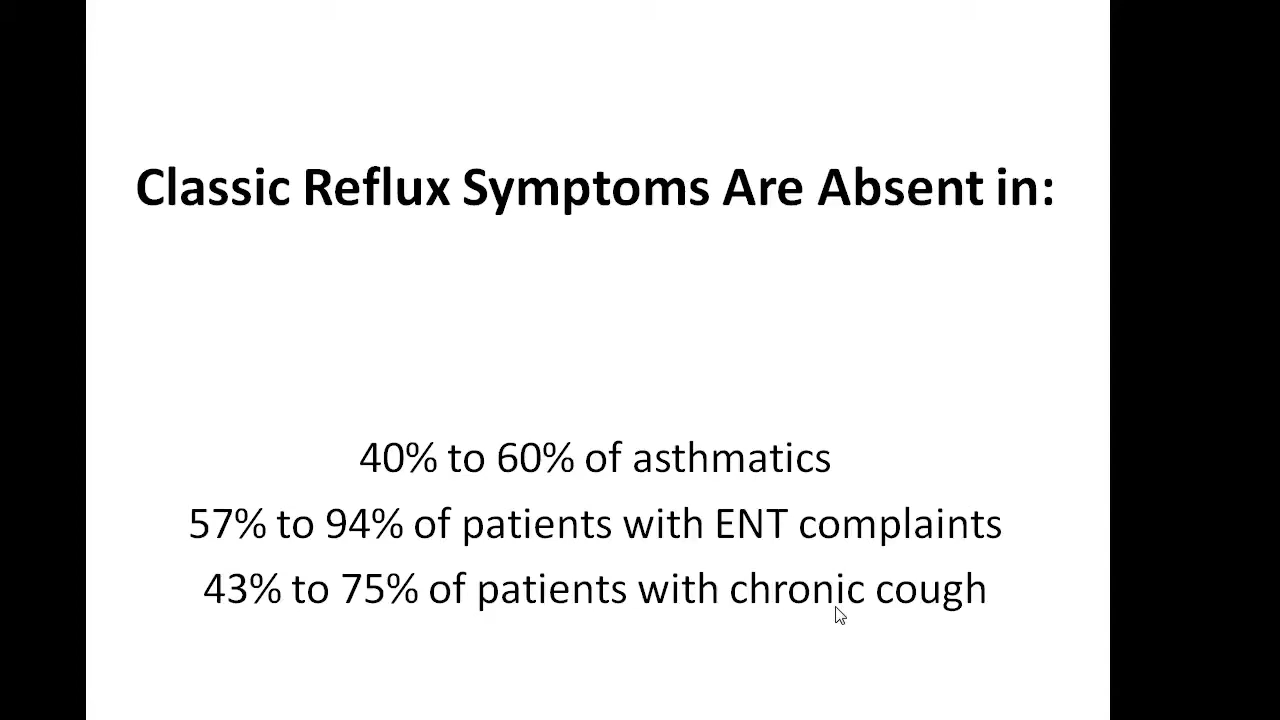 Classic Reflux Symptoms Are Absent in:
40% to 60% of asthmatics
57% to 94% of patients with ENT complaints
43% to 75% of patients with chronic cough